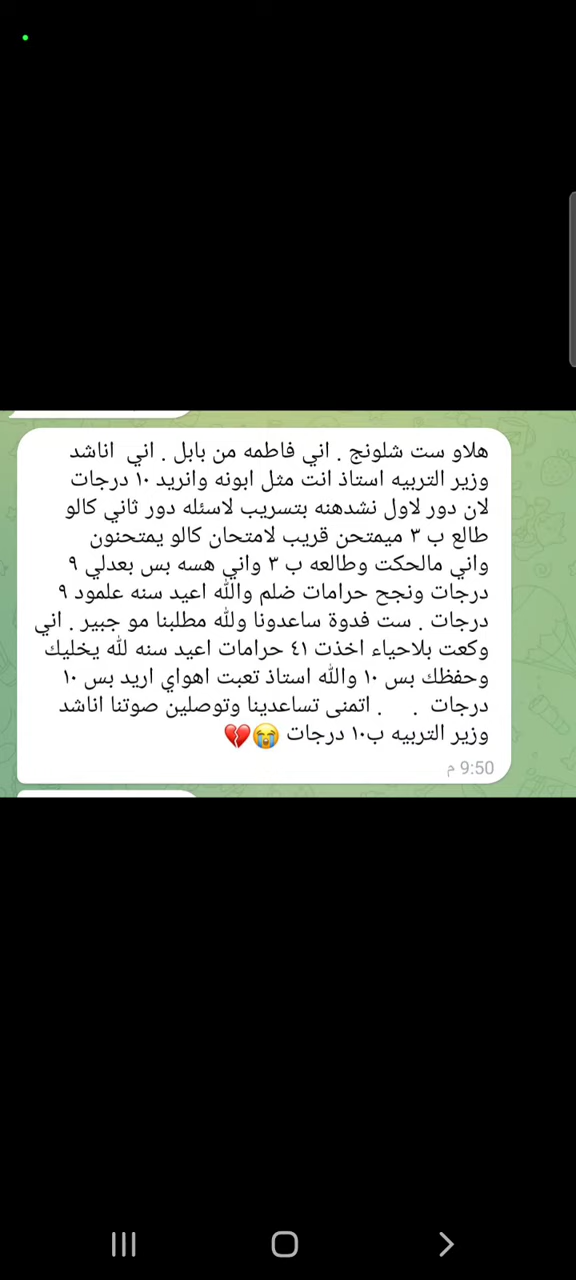 هلاو ست شلونج . اني فاطمه من بابل . اني اناشد
وزير التربيه استاذ انت مثل ابونه وانريد ١٠ درجات
لان دور لاول نشدهنه بتسريب لاسئله دور ثاني كالو
طالع ب ٣ ميمتحن قريب لامتحان كالو يمتحنون
واني مالحكت وطالعه ب ٣ واني هسه بس بعدلي ٩
درجات ونجح حرامات ضلم والله اعيد سنه علمود ٩
درجات . ست فدوة ساعدونا ولله مطلبنا مو جبير . اني
وكعت بلاحياء اخذت ٤١ حرامات اعيد سنه لله يخليك
وحفظك بس ١٠ والله استاذ تعبت اهواي اريد بس ١٠
درجات . . اتمنى تساعدينا وتوصلين صوتنا اناشد
وزير التربيه ب١٠ درجات 😭💔
9:50 م